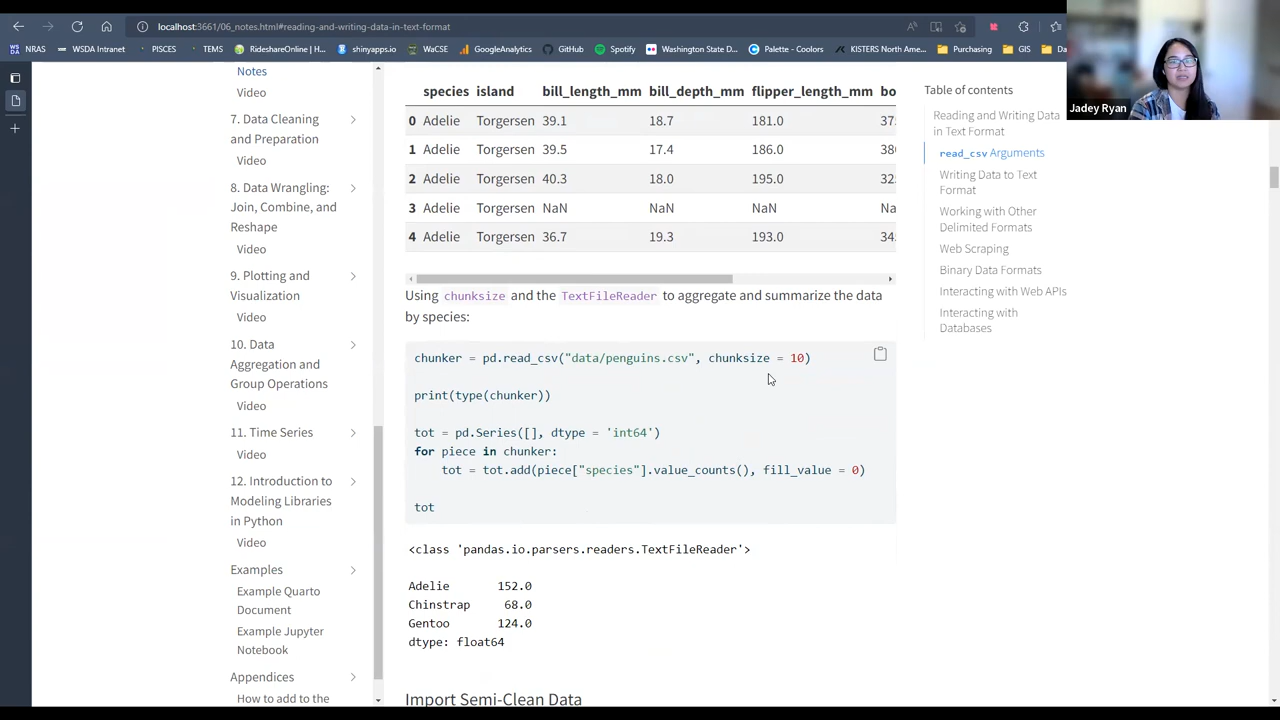 localhost:3661/06_notes.html#reading-and-writing-data-in-text-format
NRAS
WSDA Intranet
PISCES
TEMS
RideshareOnline | H...
shinyapps.io
WaCSE
GoogleAnalytics
GitHub
Spotify
Washington State D...
Palette - Coolors
KISTERS North Ame...
Purchasing
GIS
Da
Jadey Ryan
Notes
Video
7. Data Cleaning
and Preparation
Video
8. Data Wrangling:
Join, Combine, and
Reshape
Video
9. Plotting and
Visualization
Video
10. Data
Aggregation and
Group Operations
Video
11. Time Series
Video
12. Introduction to
Modeling Libraries
in Python
Video
Examples
Example Quarto
Document
Example Jupyter
Notebook
Appendices
How to add to the
species island bill_length_mm bill_depth_mm flipper_length_mm bo
0 Adelie Torgersen 39.1 18.7 181.0 37
1 Adelie Torgersen 39.5 17.4 186.0 38
2 Adelie Torgersen 40.3 18.0 195.0 32
3 Adelie Torgersen NaN NaN NaN Na
4 Adelie Torgersen 36.7 19.3 193.0 34
Using chunksize and the TextFileReader to aggregate and summarize the data
by species:
chunker = pd.read_csv("data/penguins.csv", chunksize = 10)
print(type(chunker))
tot = pd.Series([], dtype = 'int64')
for piece in chunker:
    tot = tot.add(piece["species"].value_counts(), fill_value = 0)
tot
<class 'pandas.io.parsers.readers.TextFileReader'>
Adelie 152.0
Chinstrap 68.0
Gentoo 124.0
dtype: float64
Import Semi-Clean Data
Table of contents
Reading and Writing Data
in Text Format
read_csv Arguments
Writing Data to Text
Format
Working with Other
Delimited Formats
Web Scraping
Binary Data Formats
Interacting with Web APIs
Interacting with
Databases